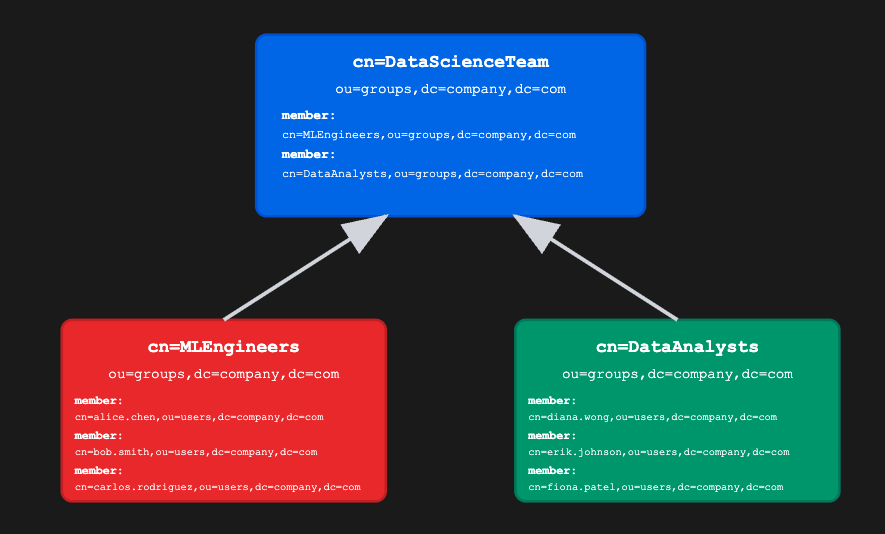 cn=DataScienceTeam
ou=groups,dc=company,dc=com
member:
cn=MLEngineers,ou=groups,dc=company,dc=com
member:
cn=DataAnalysts,ou=groups,dc=company,dc=com
cn=MLEngineers
ou=groups,dc=company,dc=com
member:
cn=alice.chen,ou=users,dc=company,dc=com
member:
cn=bob.smith,ou=users,dc=company,dc=com
member:
cn=carlos.rodriguez,ou=users,dc=company,dc=com
cn=DataAnalysts
ou=groups,dc=company,dc=com
member:
cn=diana.wong,ou=users,dc=company,dc=com
member:
cn=erik.johnson,ou=users,dc=company,dc=com
member:
cn=fiona.patel,ou=users,dc=company,dc=com